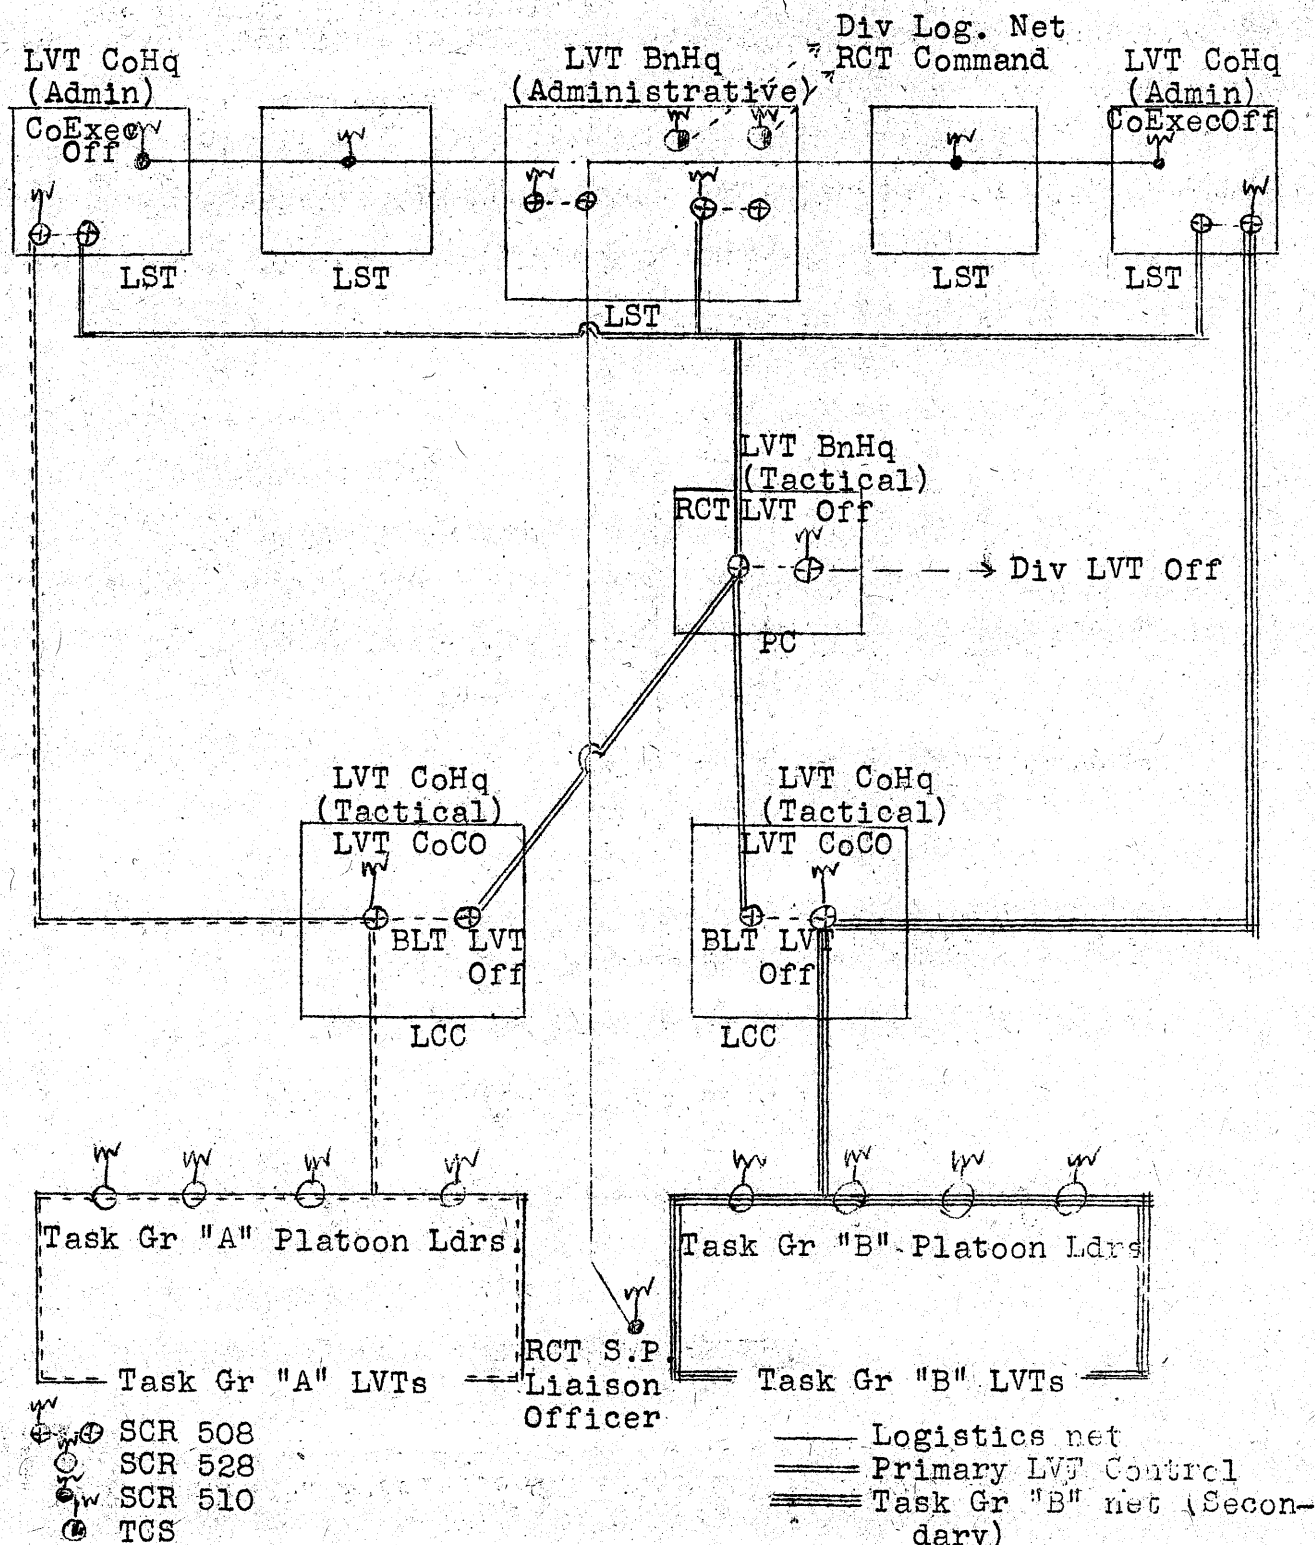 Div Log. Net
RCT Command
LVT CoHq
(Admin)
LVT BnHq
(Administrative)
LVT CoHq
(Admin)
CoExec
Off
CoExecOff
LST
LST
LST
LST
LST
LVT BnHq
(Tactical)
RCT LVT Off
Div LVT Off
PC
LVT CoHq
(Tactical)
LVT CoCO
LVT CoHq
(Tactical)
LVT CoCO
BLT LVT
Off
BLT LVT
Off
LCC
LCC
Task Gr "A" Platoon Ldrs.
Task Gr "B" Platoon Ldrs
Task Gr "A" LVTs
RCT S.P.
Liaison
Officer
Task Gr "B" LVTs
SCR 508
SCR 528
SCR 510
TCS
Logistics net
Primary LVT Control
Task Gr "B" net (Secon-
dary)